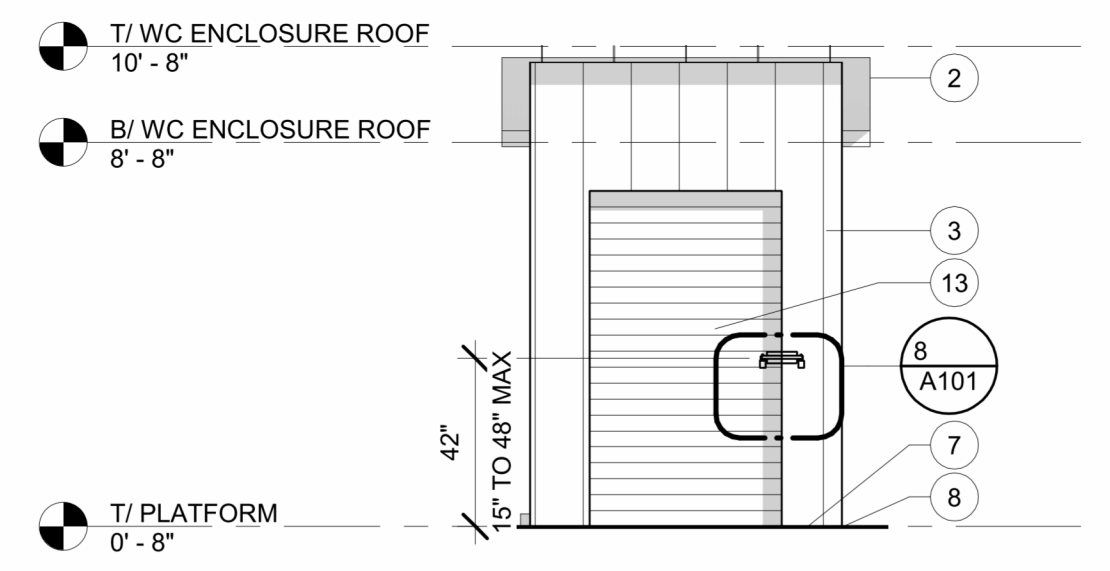 T/ WC ENCLOSURE ROOF
10' - 8"
2
B/ WC ENCLOSURE ROOF
8' - 8"
3
13
8
A101
42"
15" TO 48" MAX
7
8
T/ PLATFORM
0' - 8"